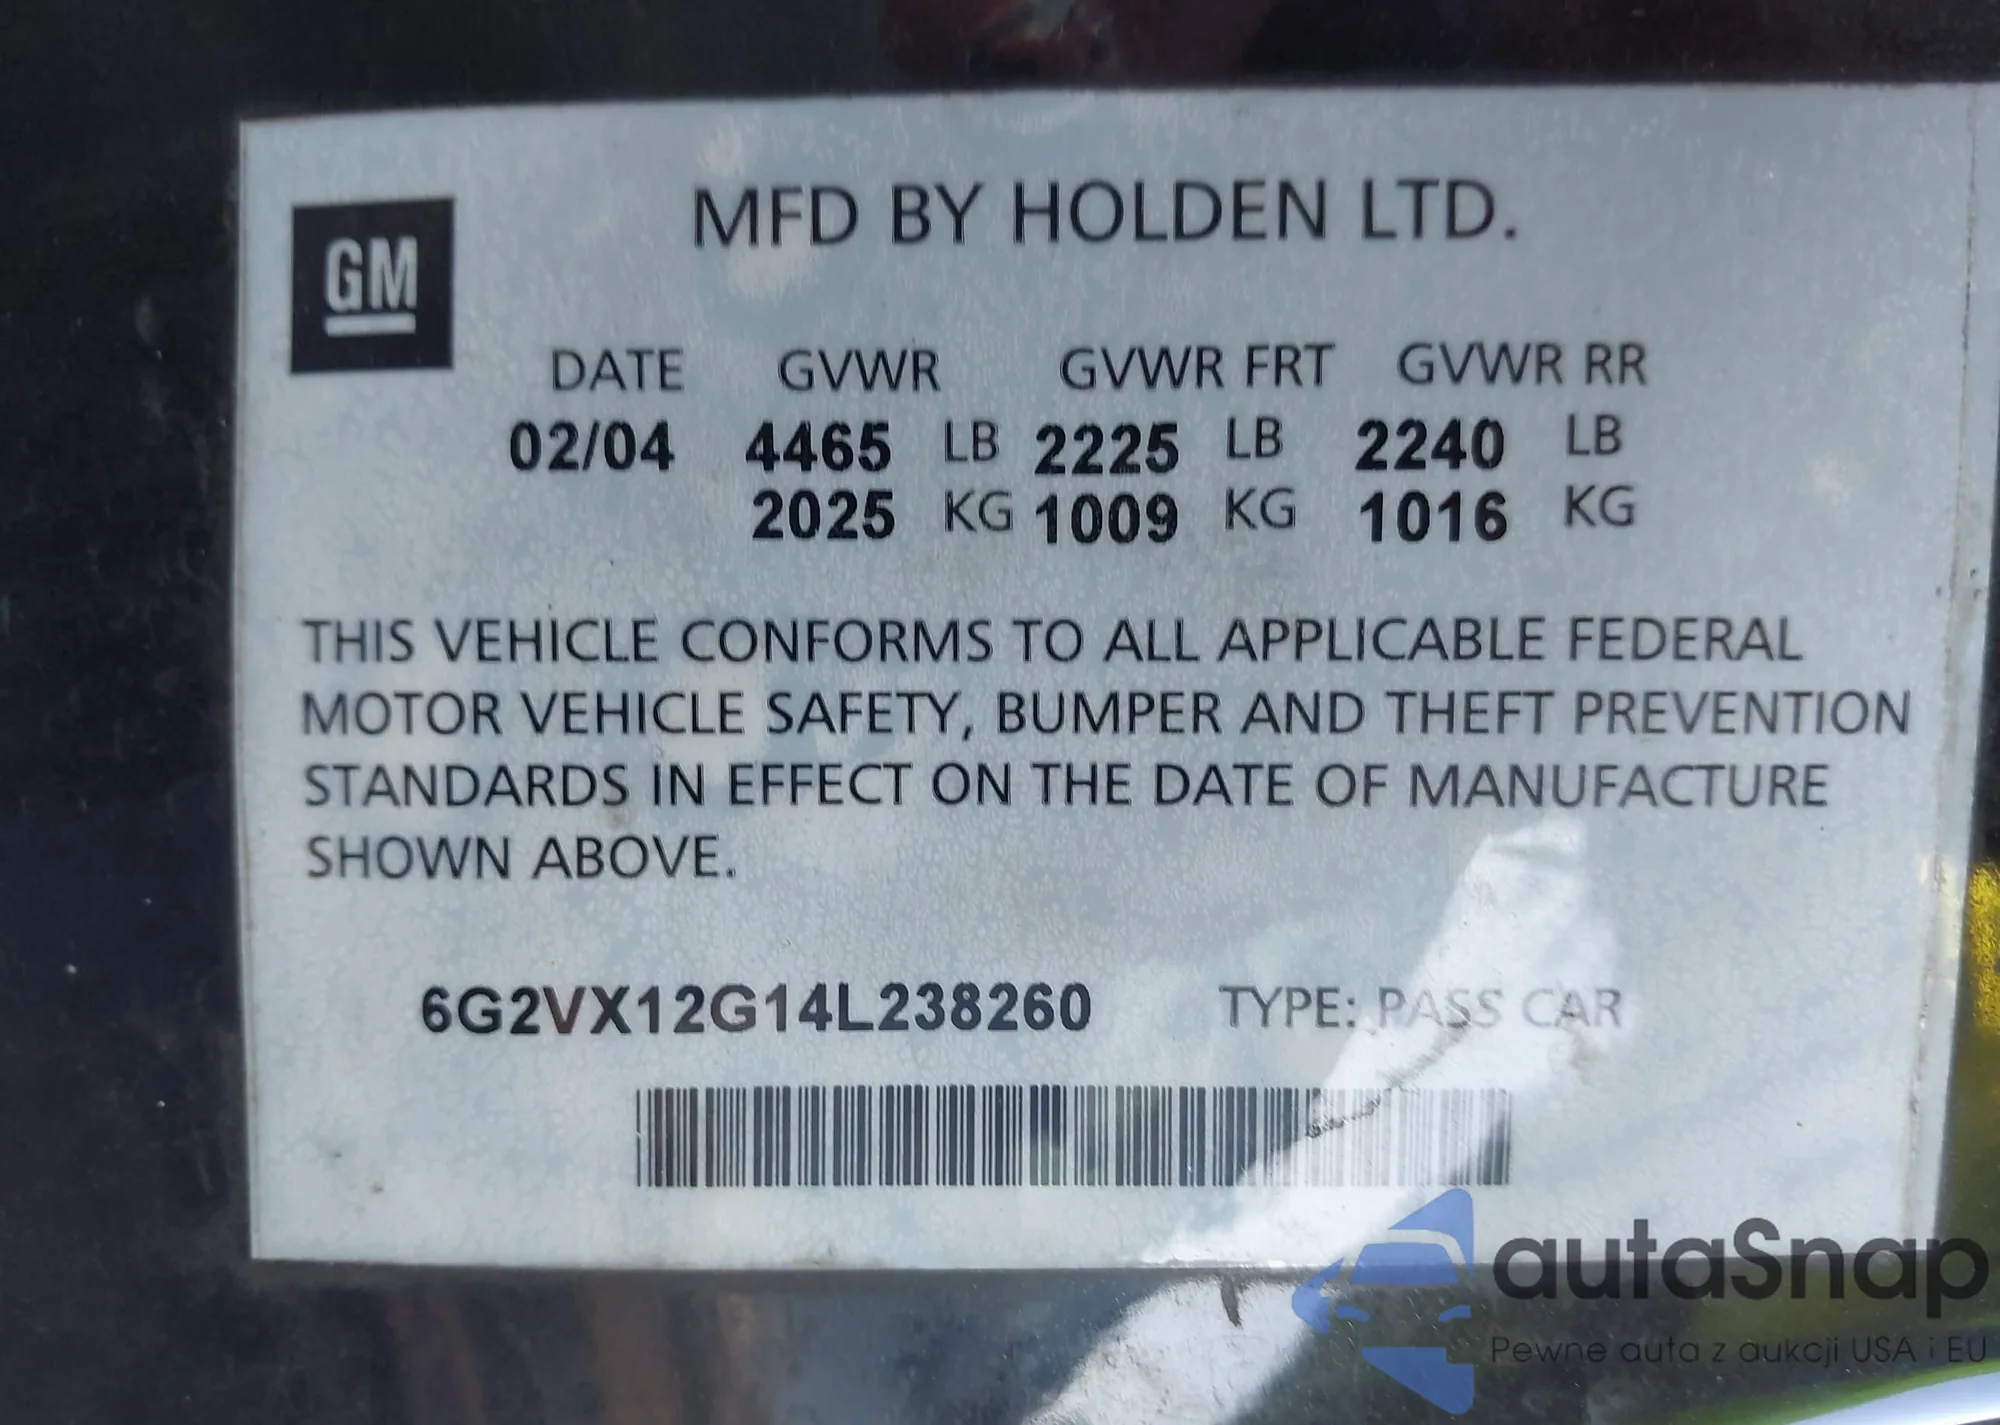 GM
MFD BY HOLDEN LTD.
DATE GVWR GVWR FRT GVWR RR
02/04 4465 LB 2225 LB 2240 LB
2025 KG 1009 KG 1016 KG
THIS VEHICLE CONFORMS TO ALL APPLICABLE FEDERAL
MOTOR VEHICLE SAFETY, BUMPER AND THEFT PREVENTION
STANDARDS IN EFFECT ON THE DATE OF MANUFACTURE
SHOWN ABOVE.
6G2VX12G14L238260 TYPE: PASS CAR
autaSnap
Pewne auta z aukcji USA i EU